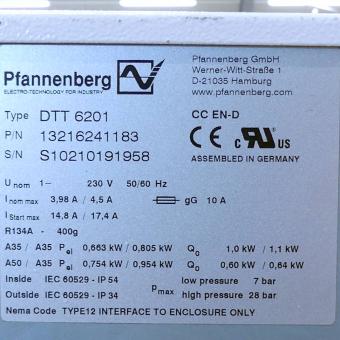 Pfannenberg
ELECTRO-TECHNOLOGY FOR INDUSTRY
Pfannenberg GmbH
Werner-Witt-Straße 1
D-21035 Hamburg
www.pfannenberg.com
Type DTT 6201
P/N 13216241183
S/N S10210191958
CC EN-D
CE c UL US
ASSEMBLED IN GERMANY
U nom 1~ 230 V 50/60 Hz
I nom max 3,98 A / 4,5 A gG 10 A
I Start max 14,8 A / 17,4 A
R134A - 400g
A35 / A35 P el 0,663 kW / 0,805 kW Q 0 1,0 kW / 1,1 kW
A50 / A35 P el 0,754 kW / 0,954 kW Q 0 0,60 kW / 0,64 kW
Inside IEC 60529 - IP 54 P max low pressure 7 bar
Outside IEC 60529 - IP 34 high pressure 28 bar
Nema Code TYPE12 INTERFACE TO ENCLOSURE ONLY